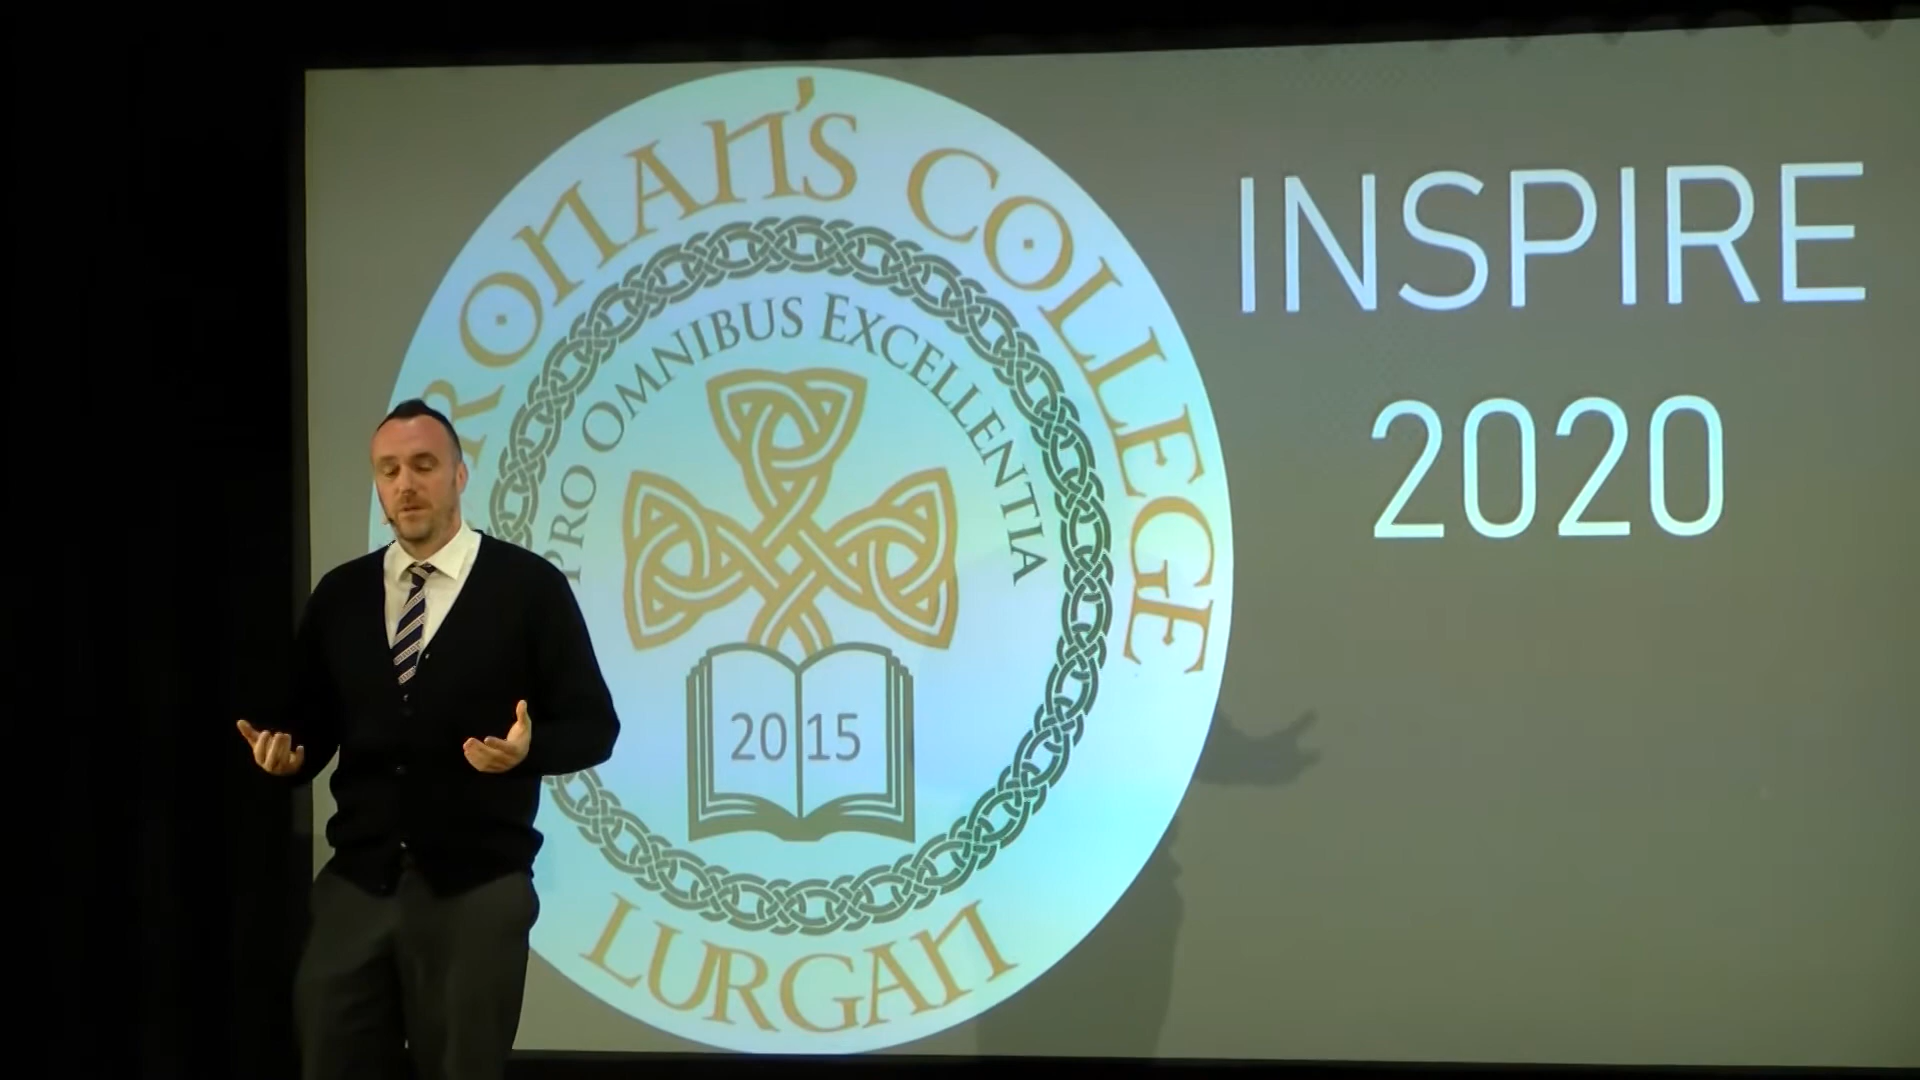 RONAN'S COLLEGE
PRO OMNIBUS EXCELLENTIA
2015
LURGAN
INSPIRE
2020